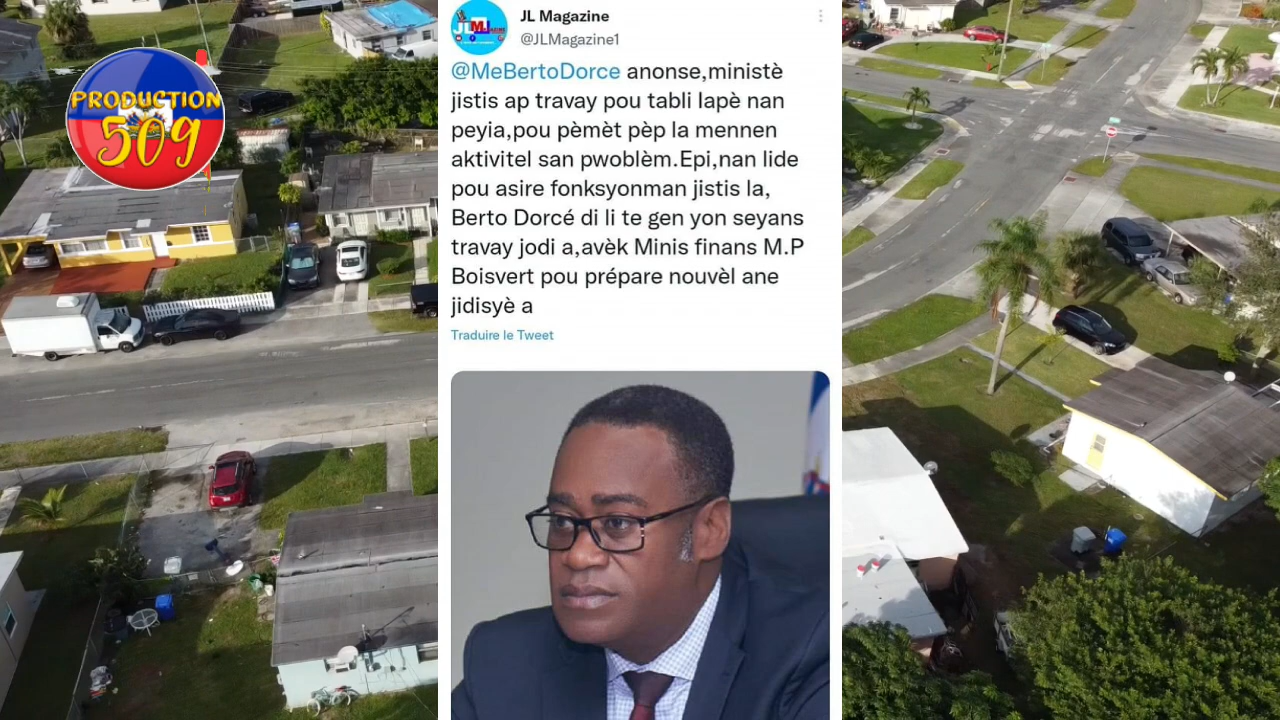 PRODUCTION
509
JL Magazine
@JLMagazine1
@MeBertoDorce anonse,ministè
jistis ap travay pou tabli lapè nan
peyia,pou pèmèt pèp la mennen
aktivitel san pwoblèm.Epi,nan lide
pou asire fonksyonman jistis la,
Berto Dorcé di li te gen yon seyans
travay jodi a,avèk Minis finans M.P
Boisvert pou prépare nouvèl ane
jidisyè a
Traduire le Tweet